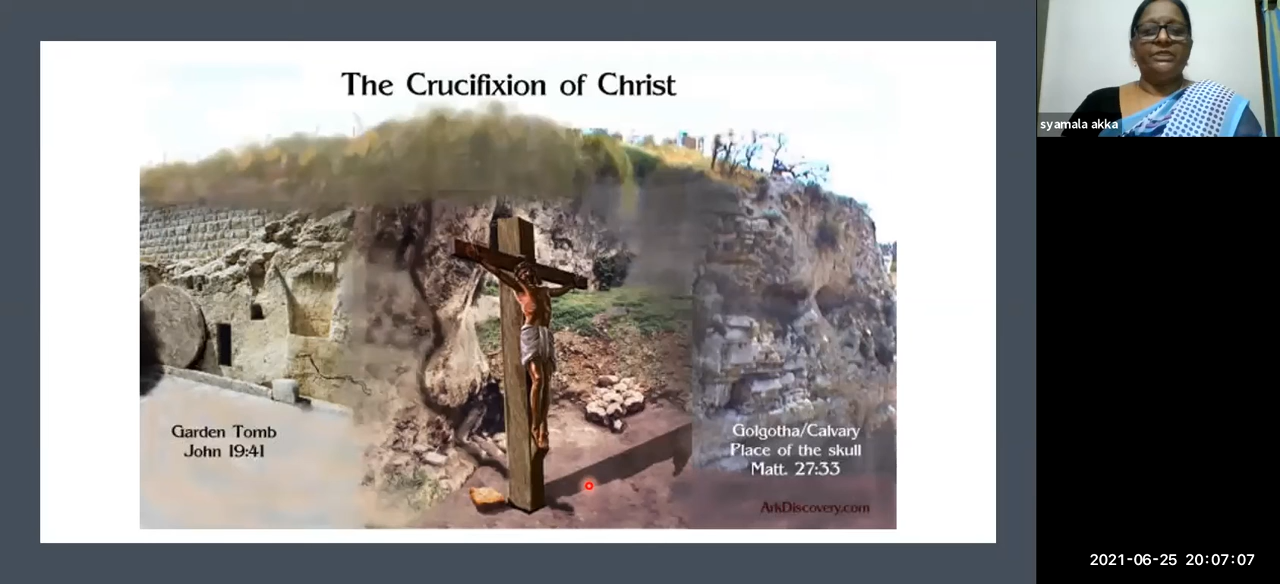 The Crucifixion of Christ
syamala akka
Garden Tomb
John 19:41
Golgotha/Calvary
Place of the skull
Matt. 27:33
ArkDiscovery.com
2021-06-25 20:07:07